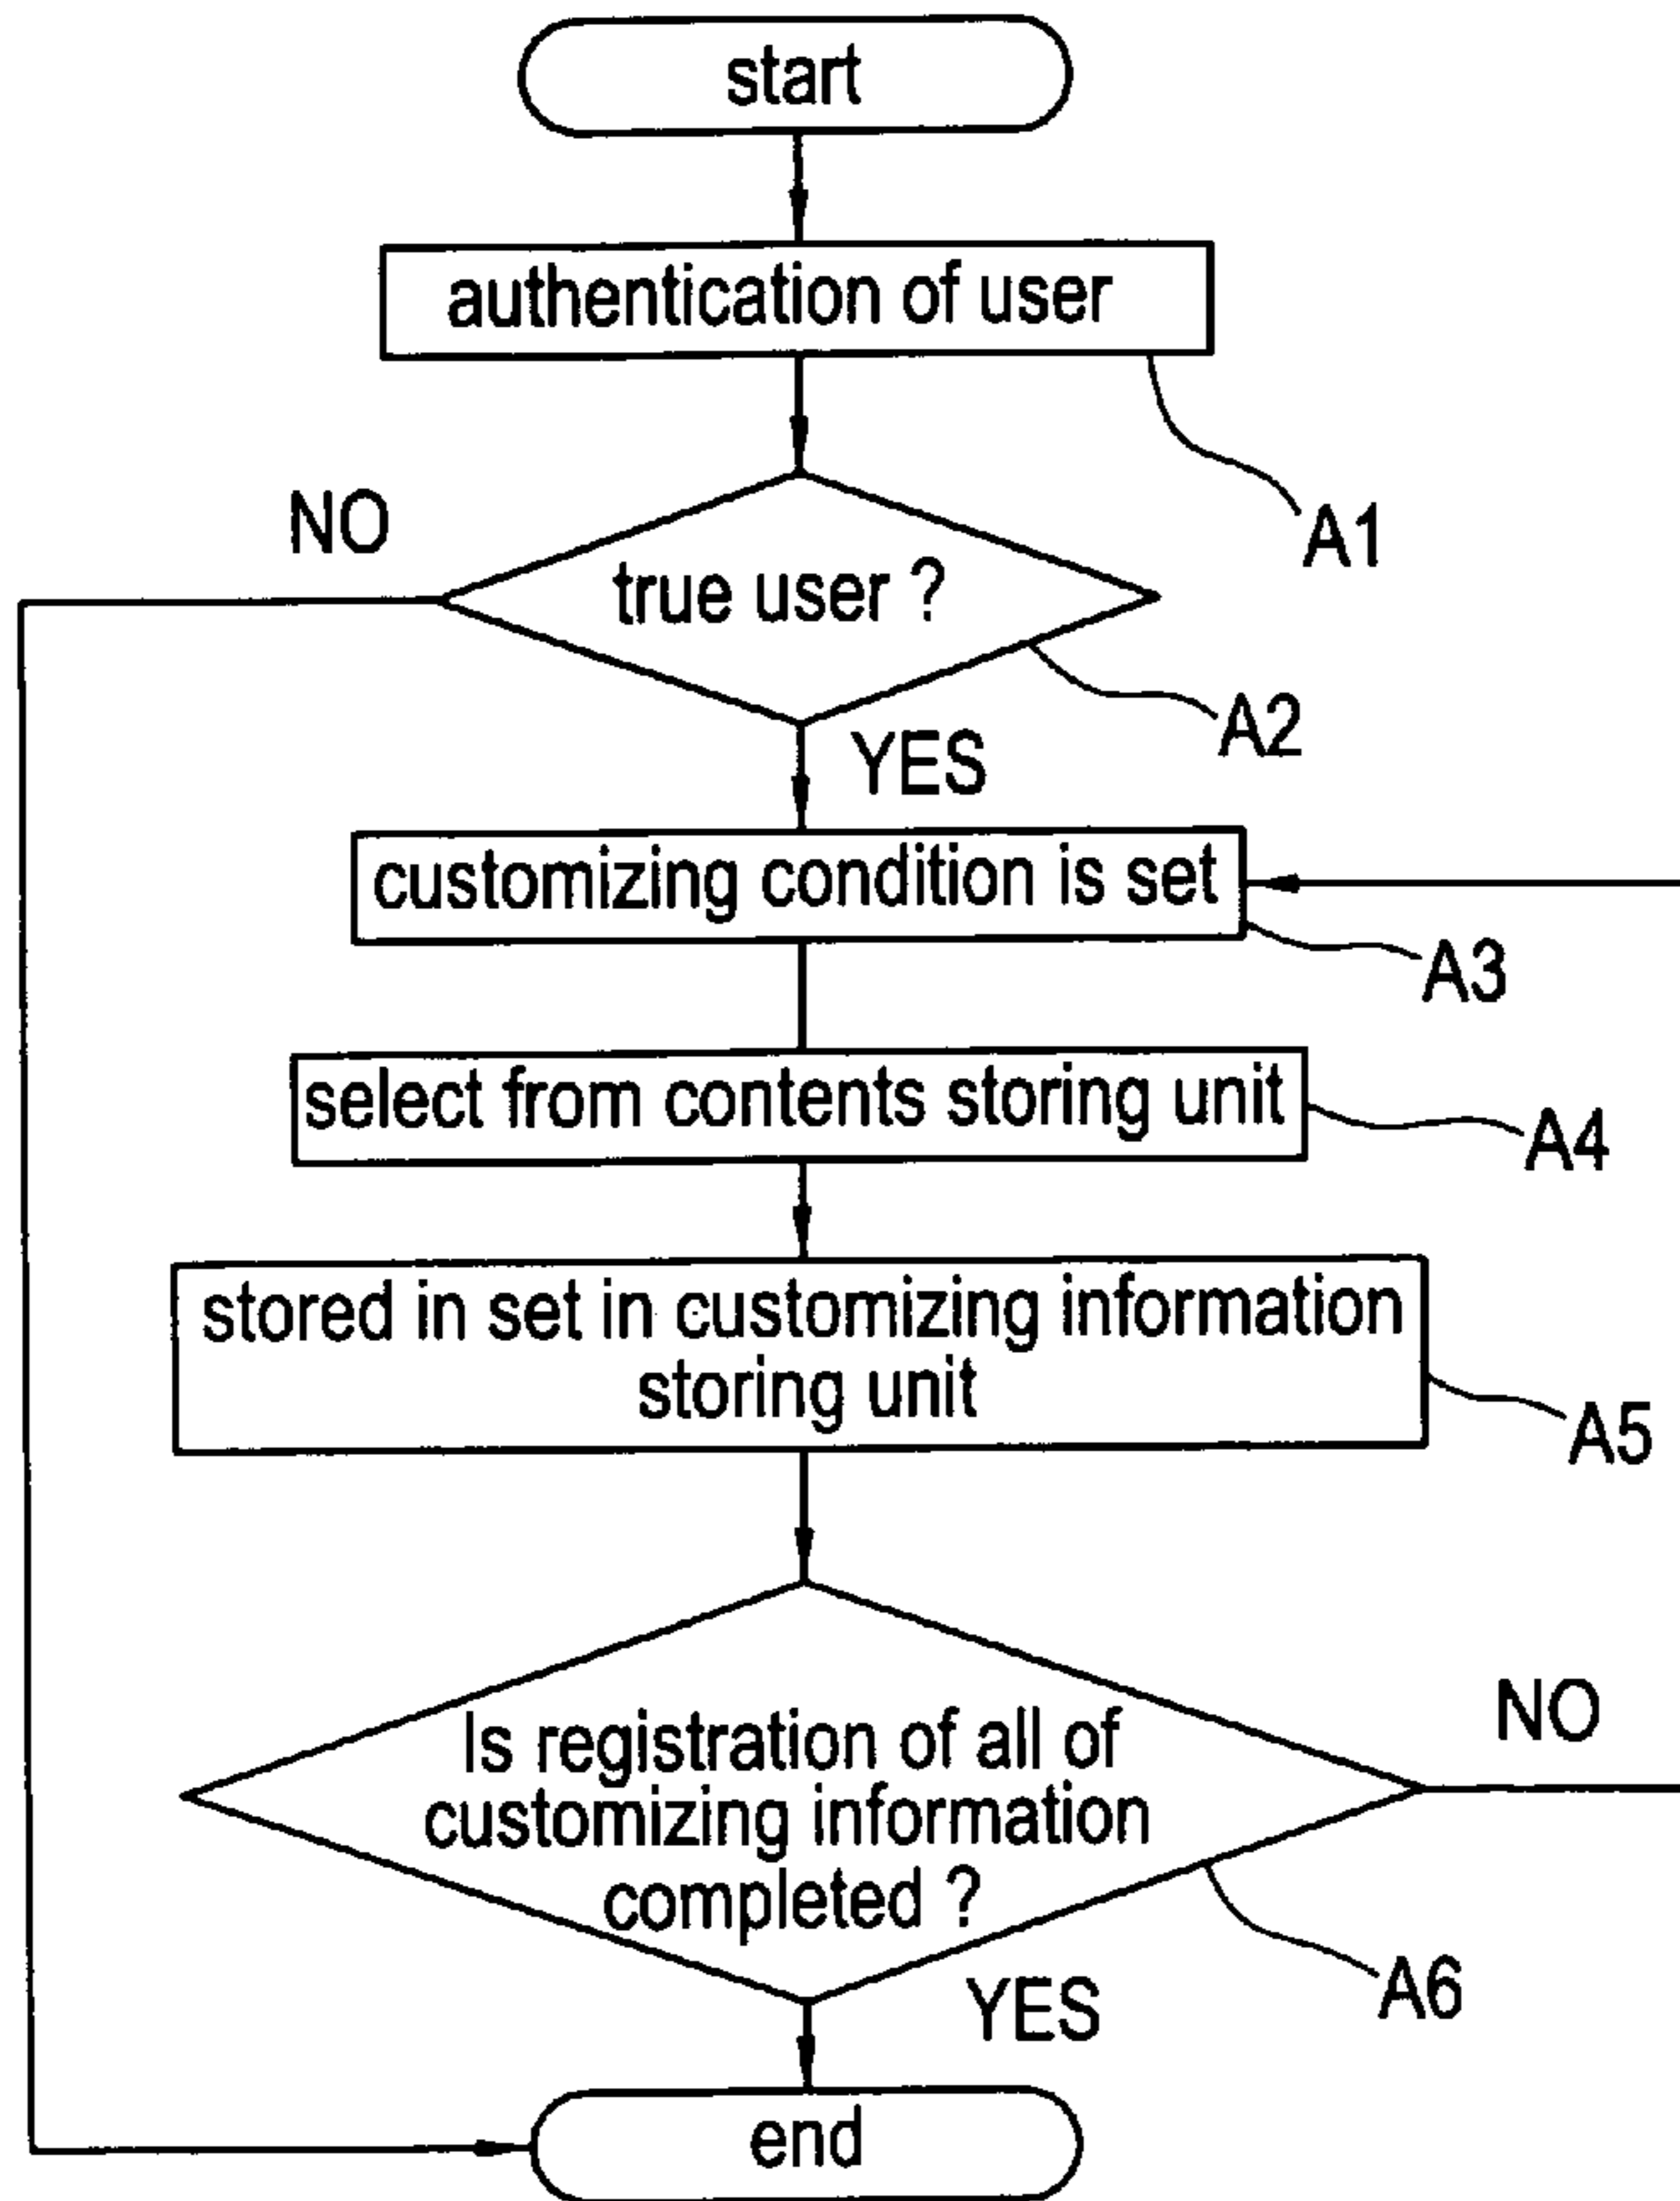 start
authentication of user
A1
NO
true user ?
A2
YES
customizing condition is set
A3
select from contents storing unit
A4
stored in set in customizing information
storing unit
A5
Is registration of all of
customizing information
completed ?
NO
A6
YES
end